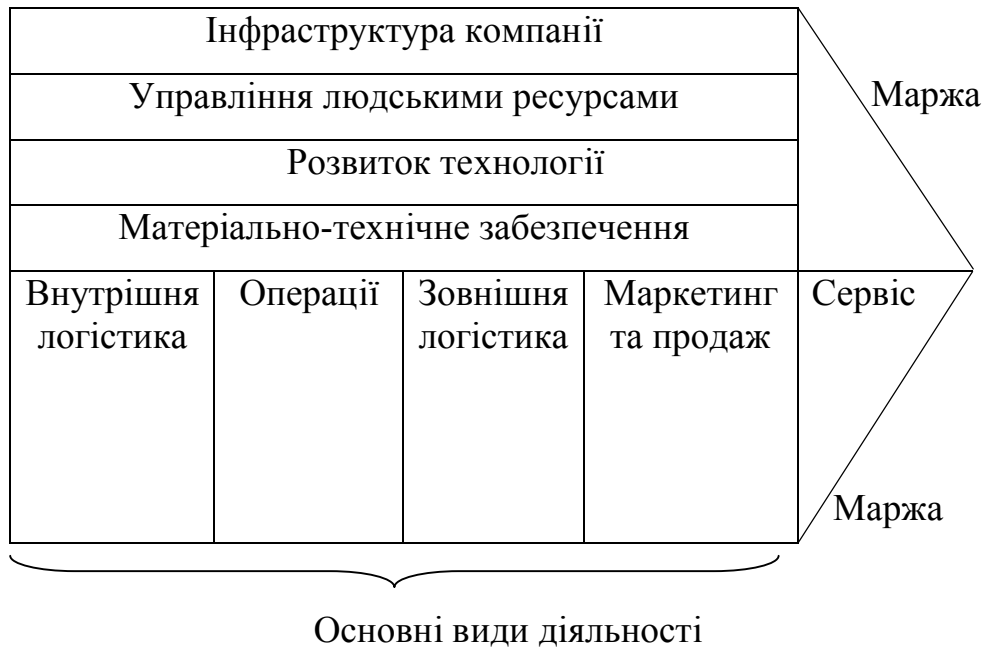 Інфраструктура компанії
Управління людськими ресурсами
Маржа
Розвиток технології
Матеріально-технічне забезпечення
Внутрішня
логістика
Операції
Зовнішня
логістика
Маркетинг
та продаж
Сервіс
Маржа
Основні види діяльності